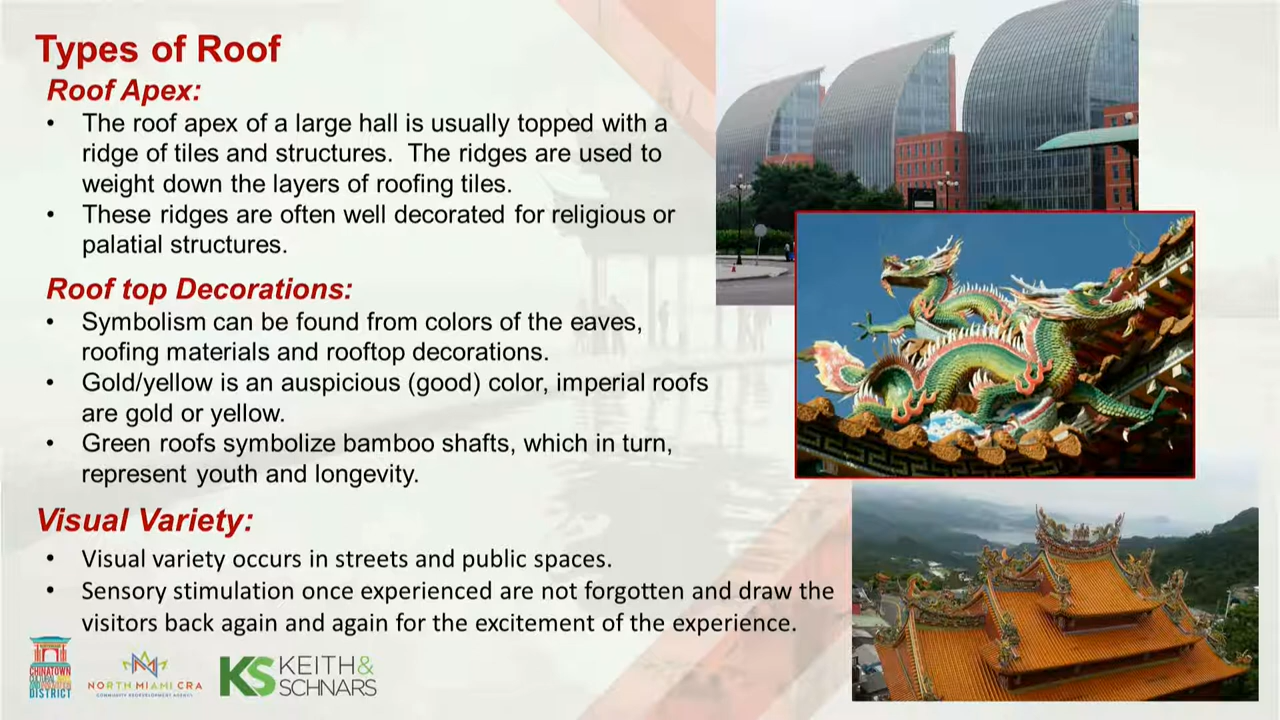 Types of Roof
Roof Apex:
• The roof apex of a large hall is usually topped with a
ridge of tiles and structures. The ridges are used to
weight down the layers of roofing tiles.
• These ridges are often well decorated for religious or
palatial structures.
Roof top Decorations:
• Symbolism can be found from colors of the eaves,
roofing materials and rooftop decorations.
• Gold/yellow is an auspicious (good) color, imperial roofs
are gold or yellow.
• Green roofs symbolize bamboo shafts, which in turn,
represent youth and longevity.
Visual Variety:
• Visual variety occurs in streets and public spaces.
• Sensory stimulation once experienced are not forgotten and draw the
visitors back again and again for the excitement of the experience.
CHINATOWN
DISTRICT
NORTH MIAMI CRA
COMMUNITY REDEVELOPMENT AGENCY
KS KEITH&
SCHNARS